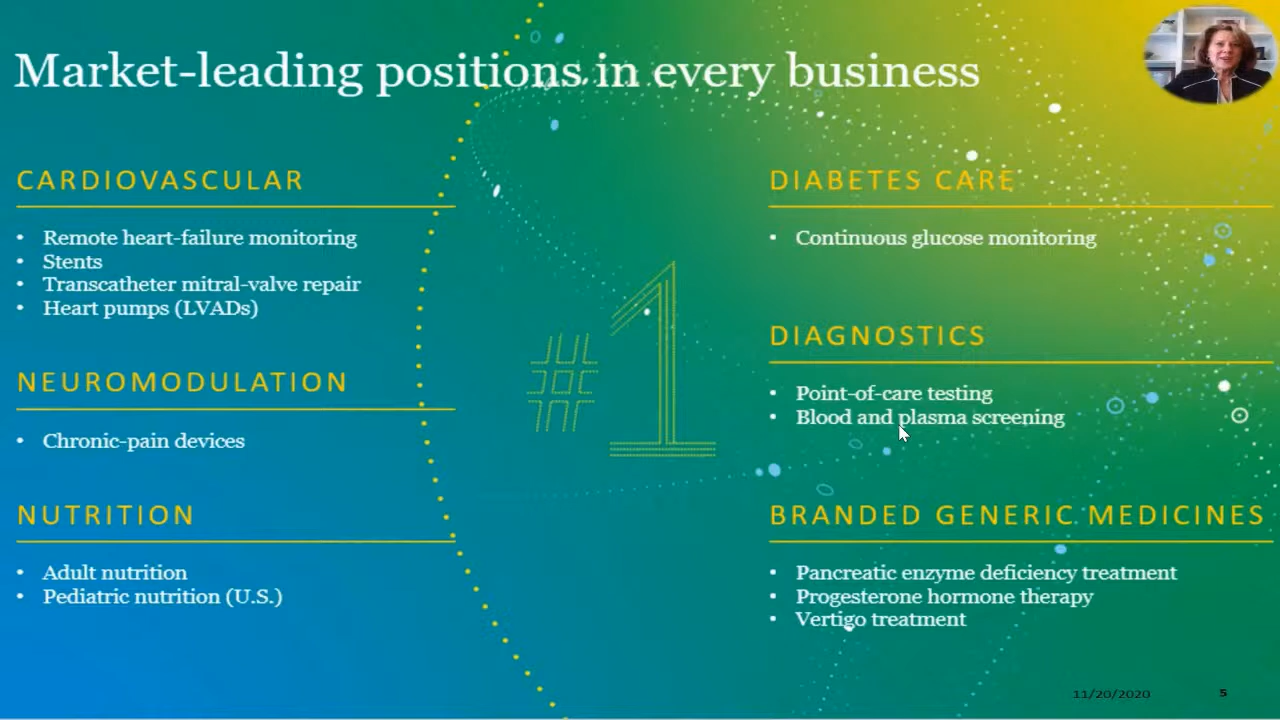 Market-leading positions in every business
CARDIOVASCULAR
• Remote heart-failure monitoring
• Stents
• Transcatheter mitral-valve repair
• Heart pumps (LVADs)
NEUROMODULATION
• Chronic-pain devices
NUTRITION
• Adult nutrition
• Pediatric nutrition (U.S.)
#1
DIABETES CARE
• Continuous glucose monitoring
DIAGNOSTICS
• Point-of-care testing
• Blood and plasma screening
BRANDED GENERIC MEDICINES
• Pancreatic enzyme deficiency treatment
• Progesterone hormone therapy
• Vertigo treatment
11/20/2020
5